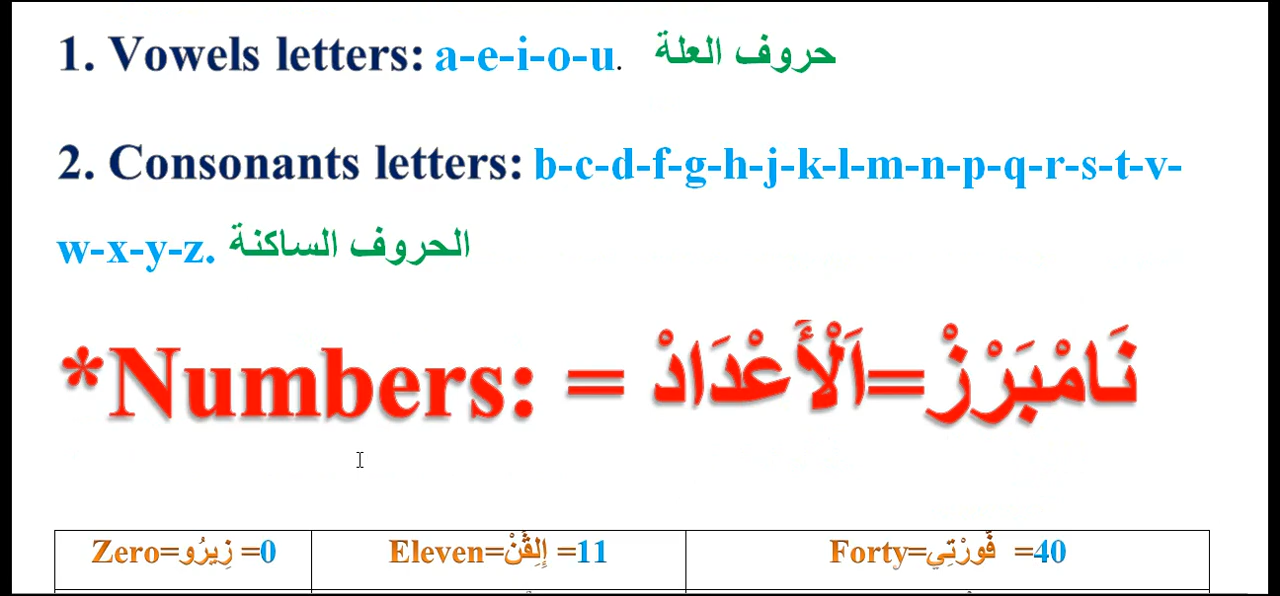 1. Vowels letters: a-e-i-o-u. حروف العلة
2. Consonants letters: b-c-d-f-g-h-j-k-l-m-n-p-q-r-s-t-v-
w-x-y-z. الحروف الساكنة
*Numbers: = نَامْبَرْزْ=اَلْأَعْدَادْ
Zero=زِيرُو =0
Eleven=إِلِڤَنْ =11
Forty=فَورْتِي =40